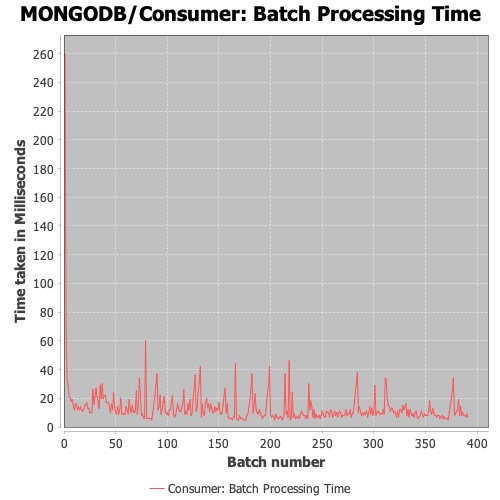 MONGODB/Consumer: Batch Processing Time
Time taken in Milliseconds
260
240
220
200
180
160
140
120
100
80
60
40
20
0
0 50 100 150 200 250 300 350 400
Batch number
Consumer: Batch Processing Time